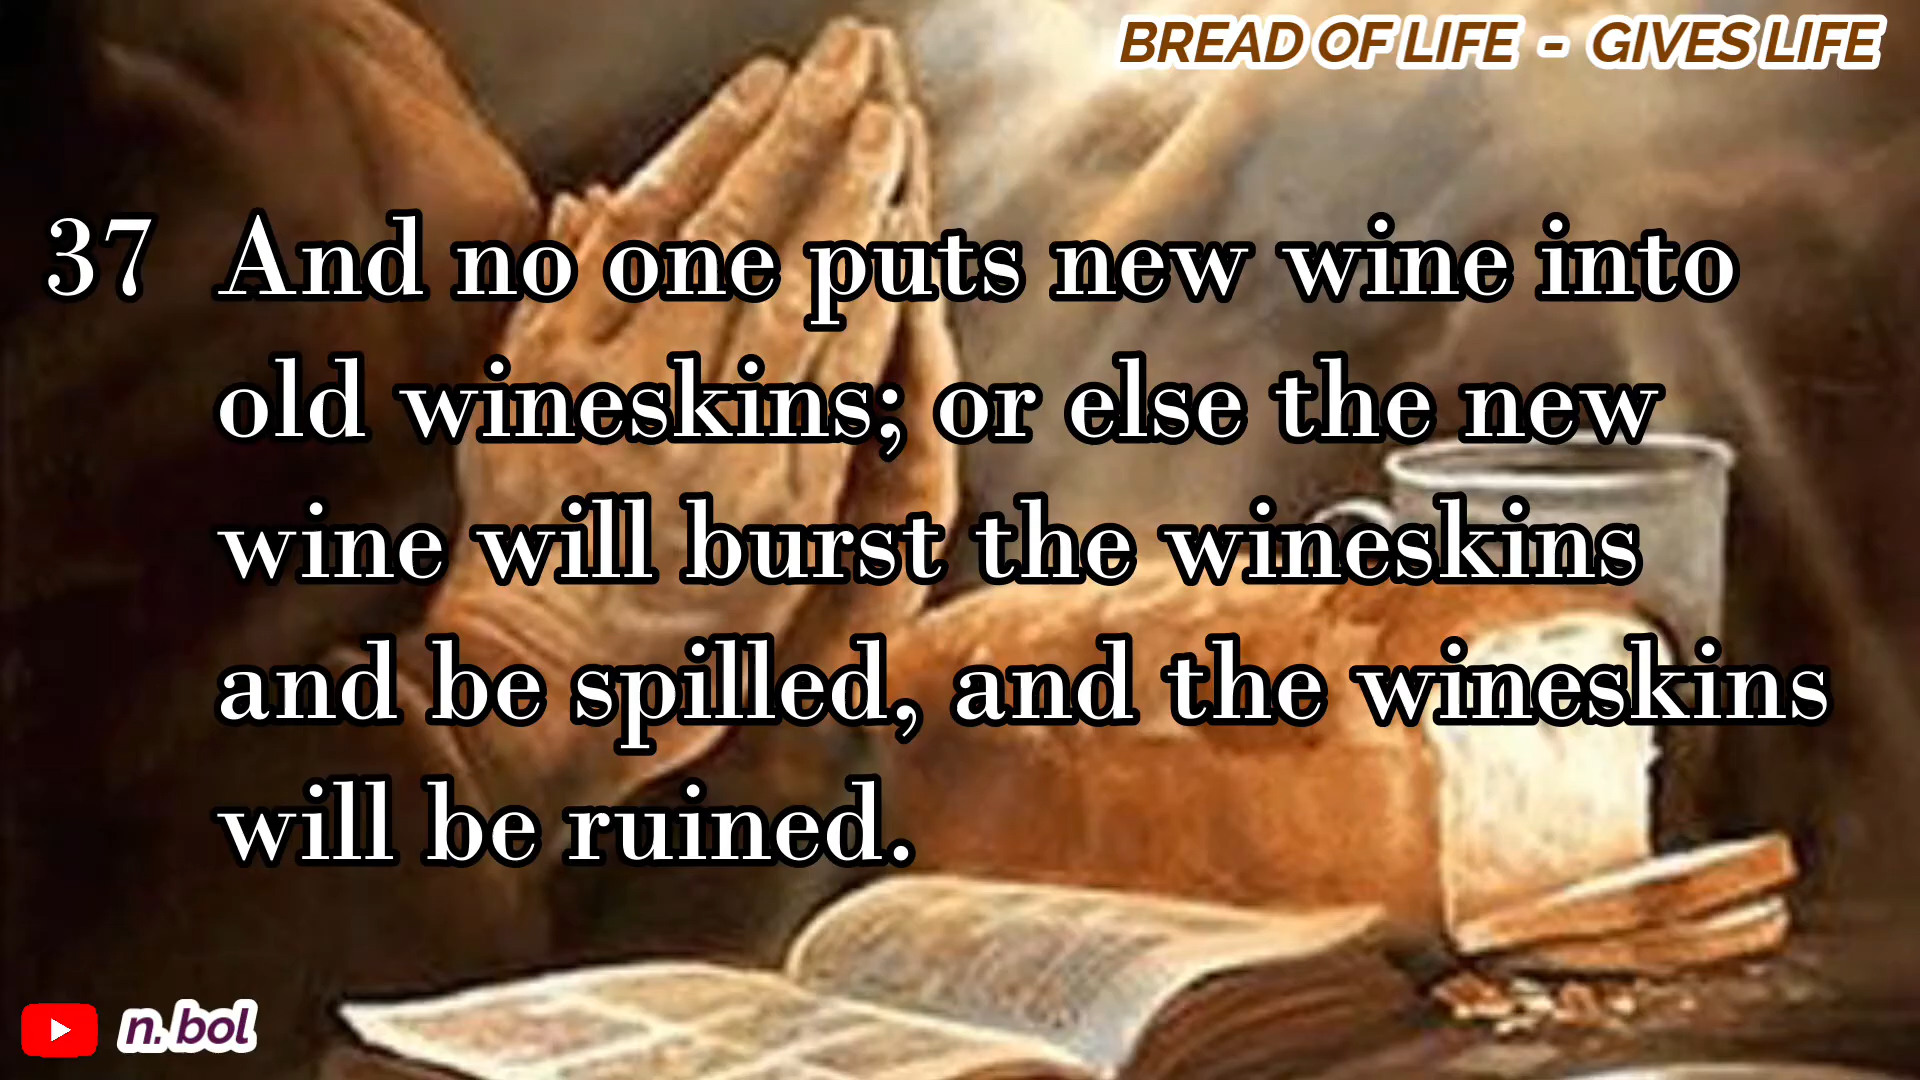 BREAD OF LIFE - GIVES LIFE
37 And no one puts new wine into
old wineskins; or else the new
wine will burst the wineskins
and be spilled, and the wineskins
will be ruined.
n. bol